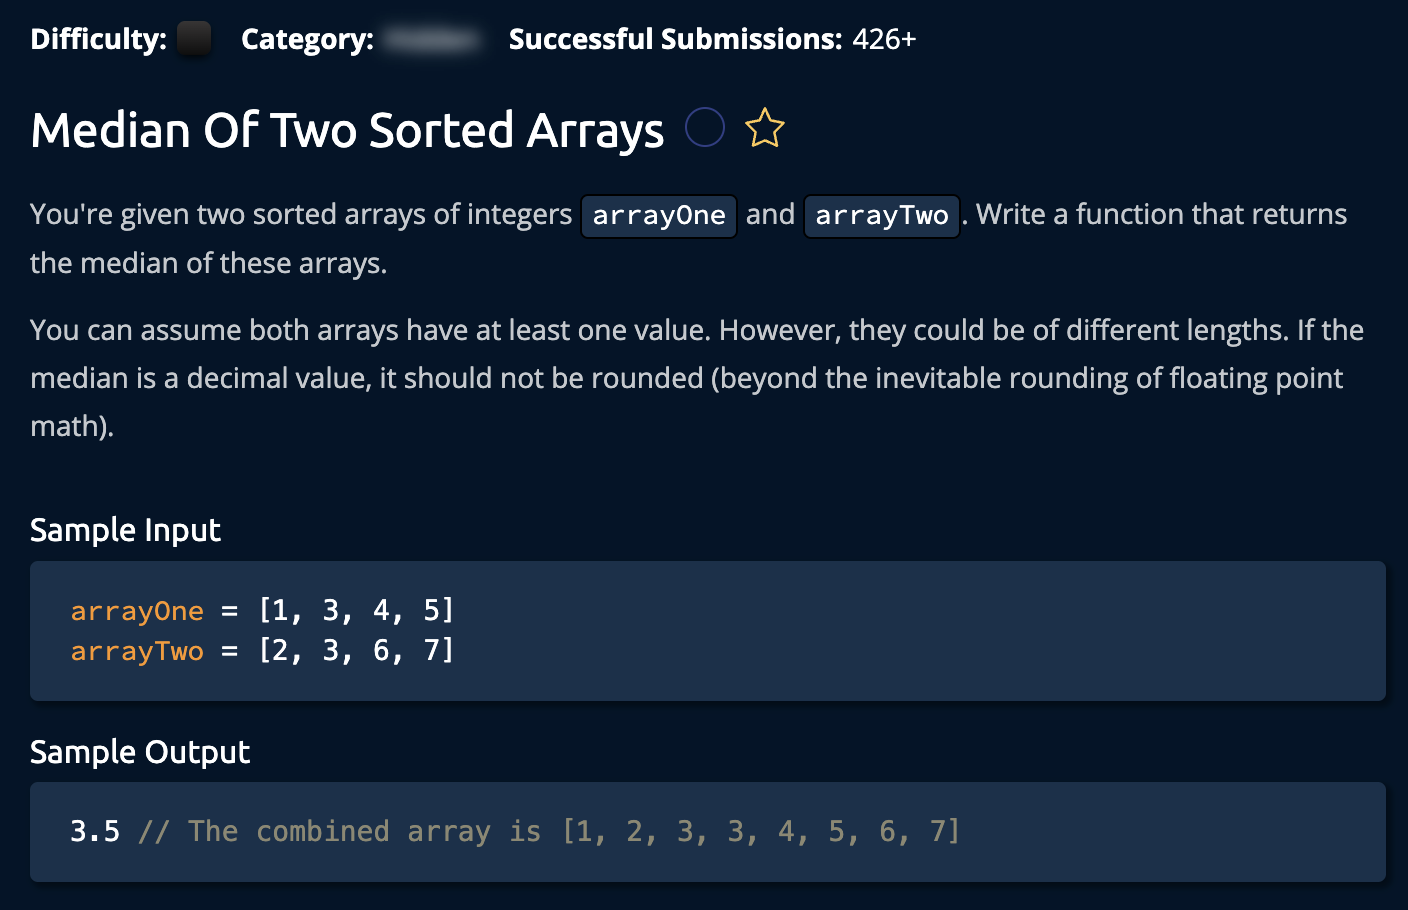 Difficulty: Category: Successful Submissions: 426+
Median Of Two Sorted Arrays
You're given two sorted arrays of integers arrayOne and arrayTwo. Write a function that returns
the median of these arrays.
You can assume both arrays have at least one value. However, they could be of different lengths. If the
median is a decimal value, it should not be rounded (beyond the inevitable rounding of floating point
math).
Sample Input
arrayOne = [1, 3, 4, 5]
arrayTwo = [2, 3, 6, 7]
Sample Output
3.5 // The combined array is [1, 2, 3, 3, 4, 5, 6, 7]